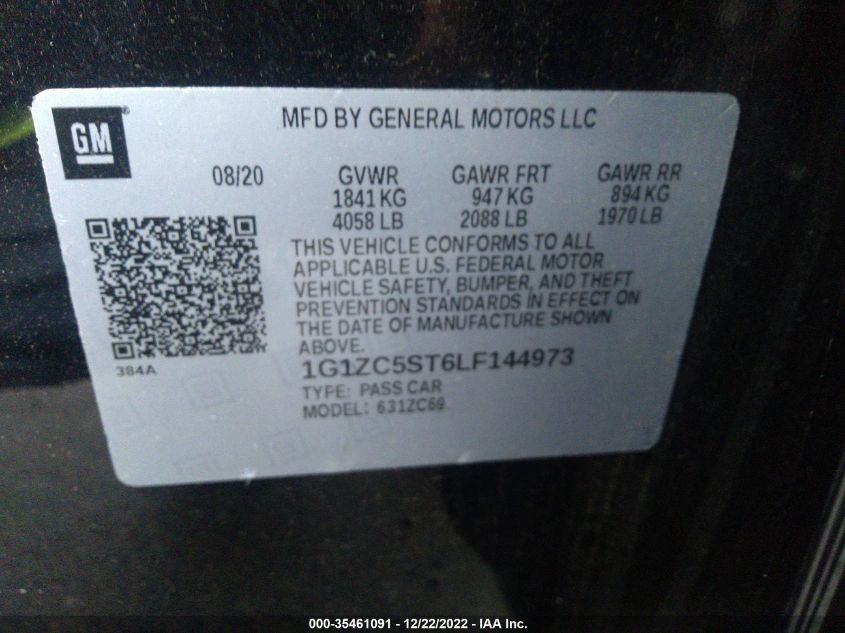 GM®
MFD BY GENERAL MOTORS LLC
08/20 GVWR GAWR FRT GAWR RR
1841 KG 947 KG 894 KG
4058 LB 2088 LB 1970 LB
THIS VEHICLE CONFORMS TO ALL
APPLICABLE U.S. FEDERAL MOTOR
VEHICLE SAFETY, BUMPER, AND THEFT
PREVENTION STANDARDS IN EFFECT ON
THE DATE OF MANUFACTURE SHOWN
ABOVE.
384A
1G1ZC5ST6LF144973
TYPE: PASS CAR
MODEL: 631ZC69
000-35461091 - 12/22/2022 - IAA Inc.